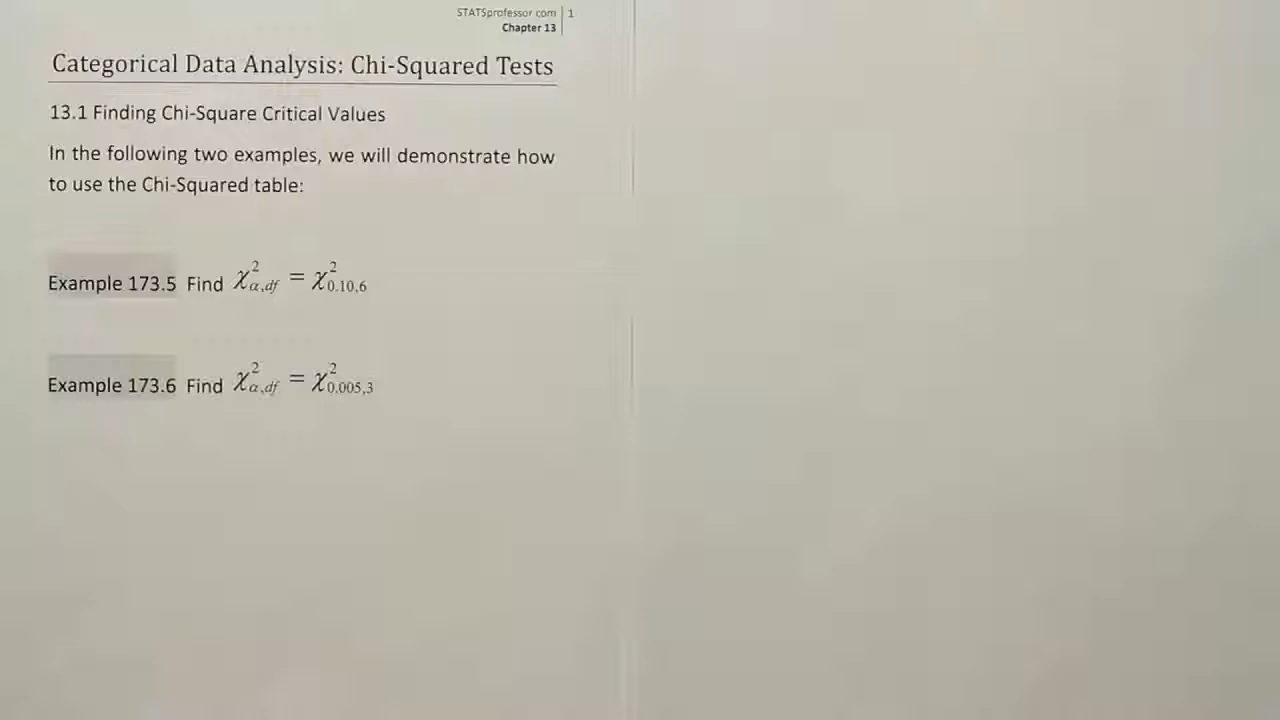 STATSprofessor.com | 1
Chapter 13
Categorical Data Analysis: Chi-Squared Tests
13.1 Finding Chi-Square Critical Values
In the following two examples, we will demonstrate how
to use the Chi-Squared table:
Example 173.5 Find χ²α,df = χ²0.10,6
Example 173.6 Find χ²α,df = χ²0.005,3